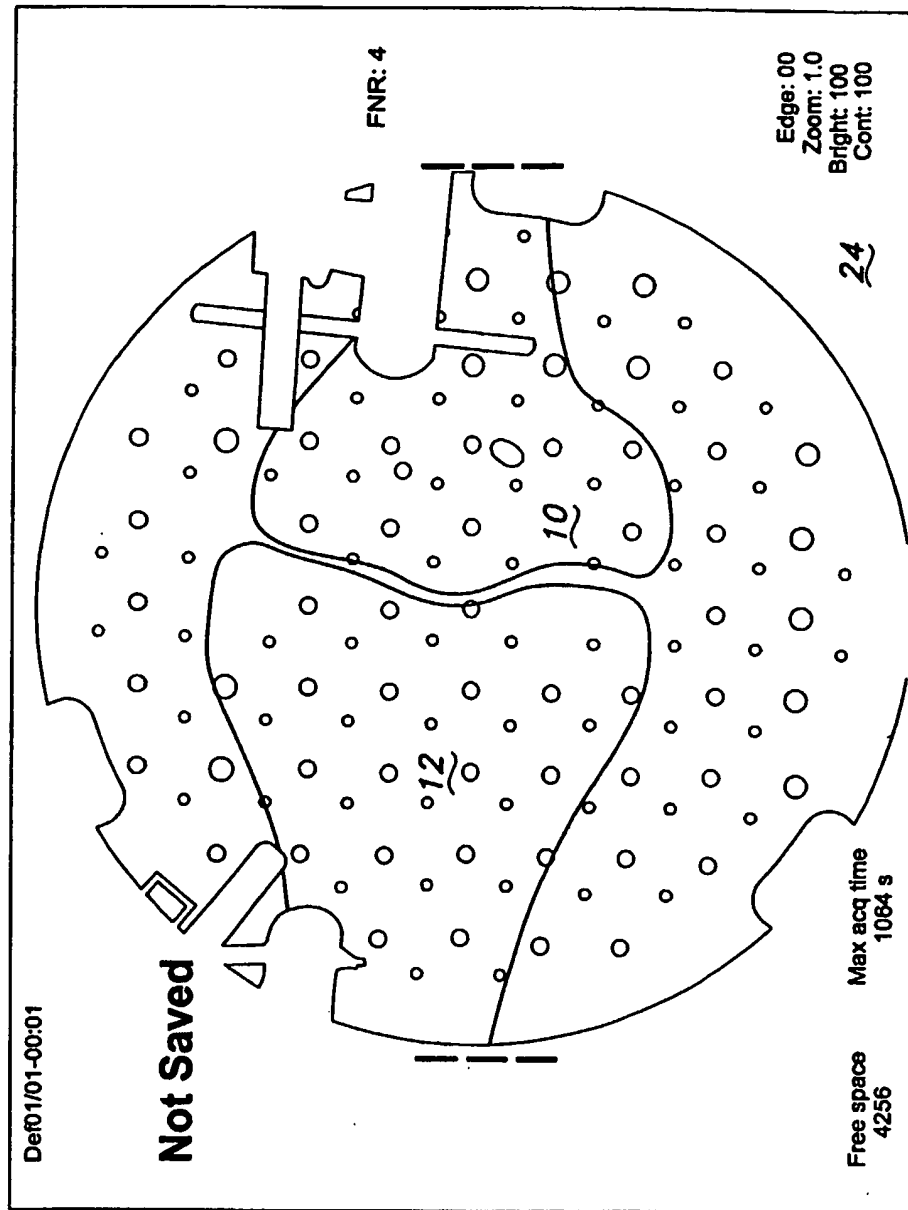 Def01/01-00:01
Not Saved
FNR: 4
10
12
24
Edge: 00
Zoom: 1.0
Bright: 100
Cont: 100
Free space
4256
Max acq time
1064 s